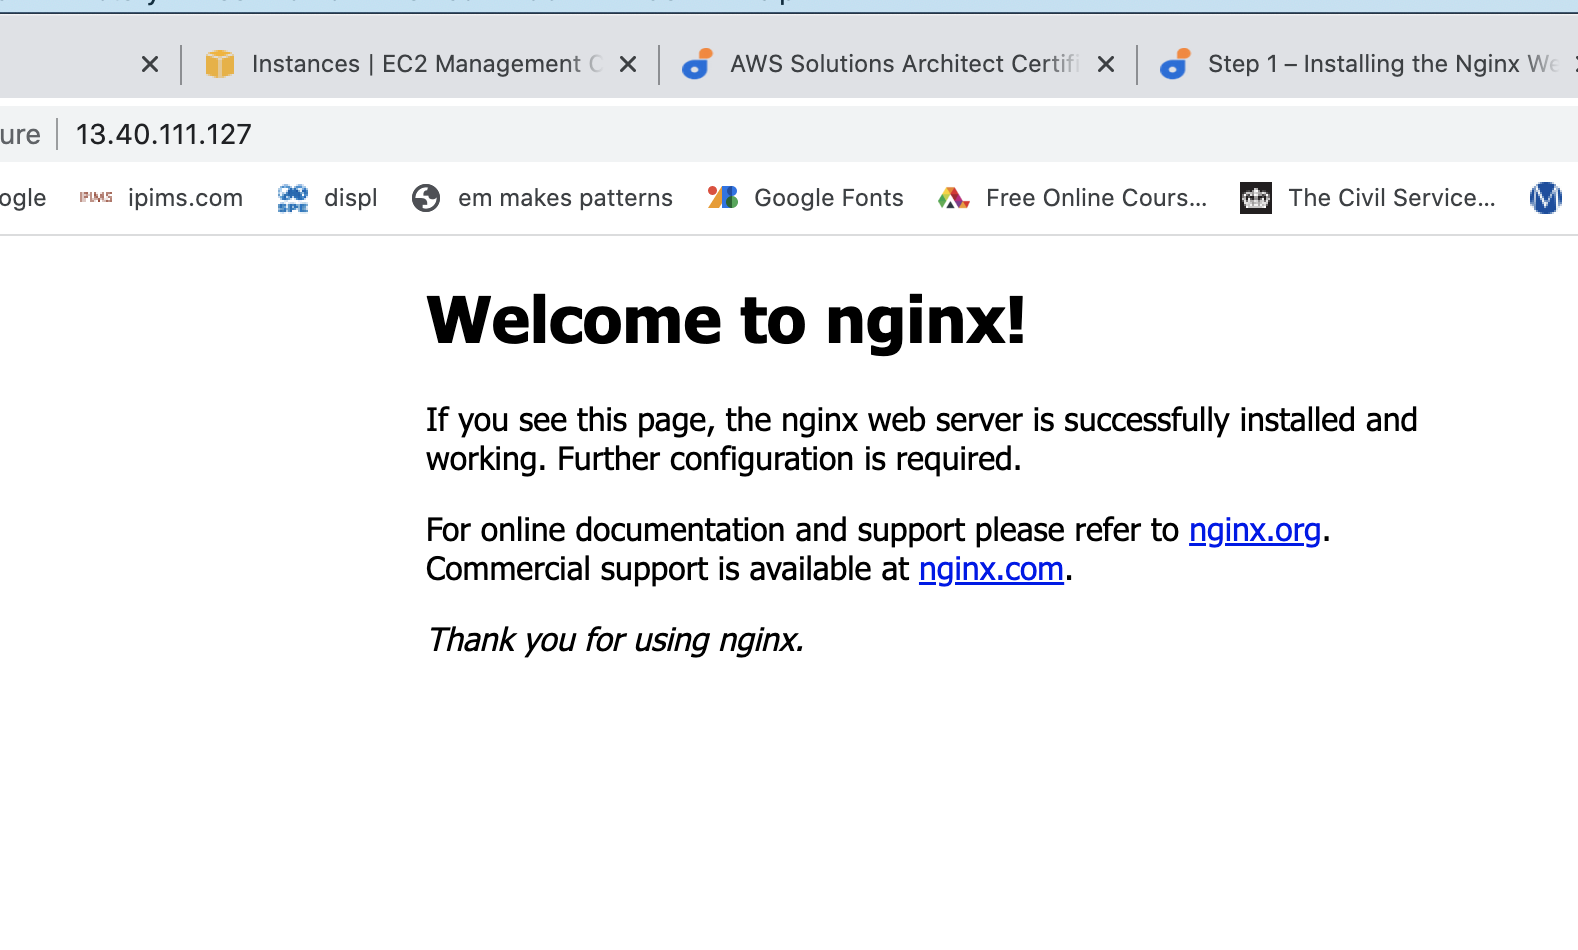 Instances | EC2 Management C
AWS Solutions Architect Certifi
Step 1 – Installing the Nginx We
ure
13.40.111.127
ogle
IPIMS ipims.com
SPE displ
em makes patterns
Google Fonts
Free Online Cours...
The Civil Service...
M
Welcome to nginx!
If you see this page, the nginx web server is successfully installed and
working. Further configuration is required.
For online documentation and support please refer to nginx.org.
Commercial support is available at nginx.com.
Thank you for using nginx.